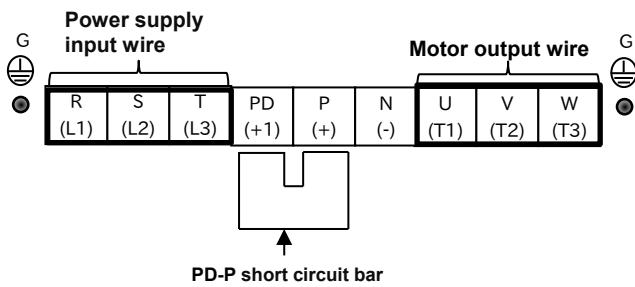 Power supply
input wire
Motor output wire
G
G
R S T PD P N U V W
(L1) (L2) (L3) (+1) (+) (-) (T1) (T2) (T3)
PD-P short circuit bar